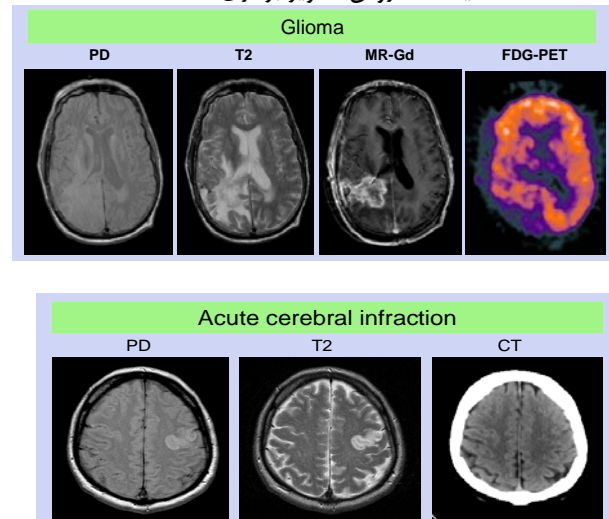 Glioma
PD T2 MR-Gd FDG-PET
Acute cerebral infraction
PD T2 CT